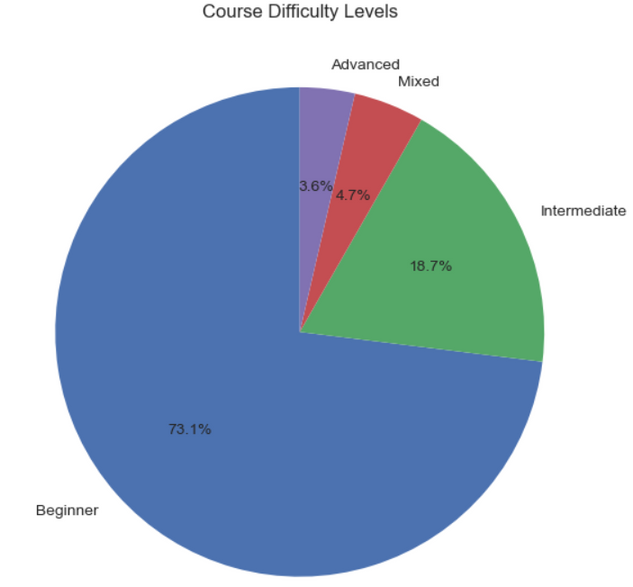 Course Difficulty Levels
Advanced
Mixed
3.6%
4.7%
Intermediate
18.7%
73.1%
Beginner